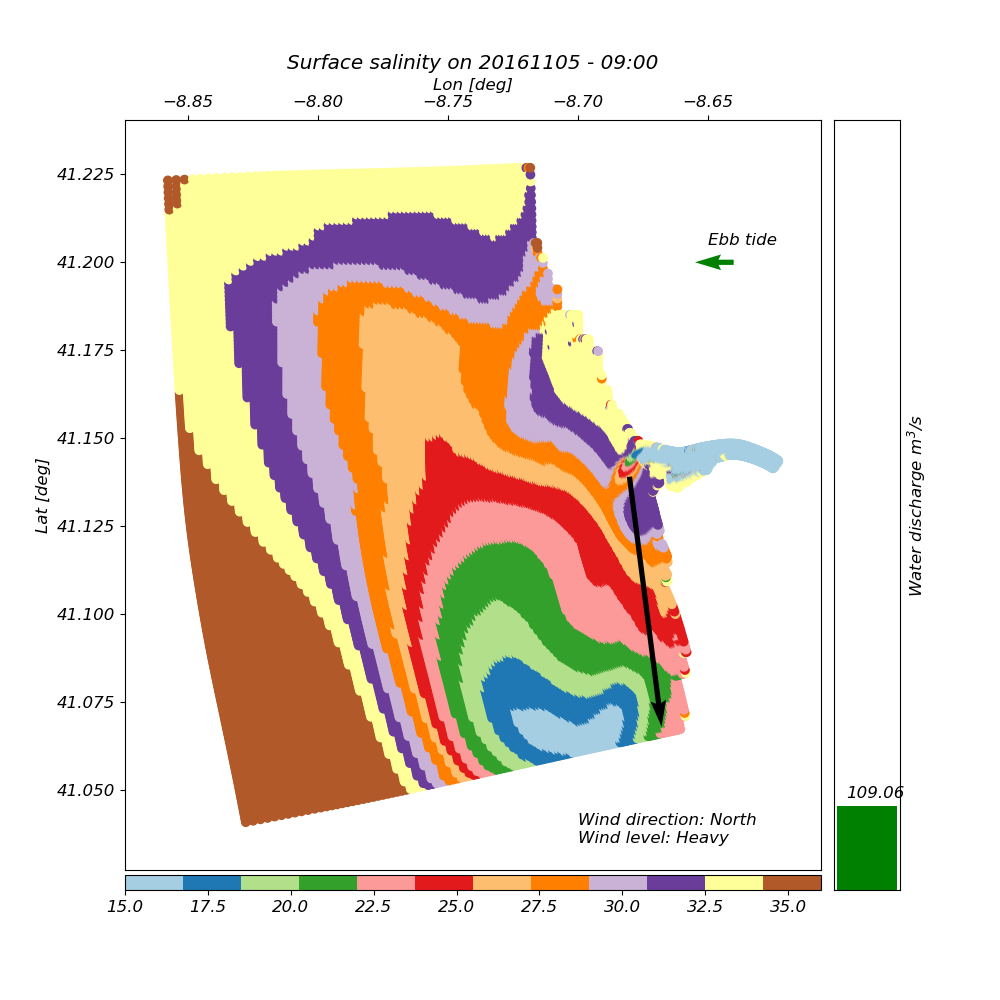 Surface salinity on 20161105 - 09:00
Lon [deg]
−8.85 −8.80 −8.75 −8.70 −8.65
41.225
41.200
41.175
41.150
41.125
41.100
41.075
41.050
Lat [deg]
Ebb tide
Water discharge m³/s
109.06
Wind direction: North
Wind level: Heavy
15.0 17.5 20.0 22.5 25.0 27.5 30.0 32.5 35.0